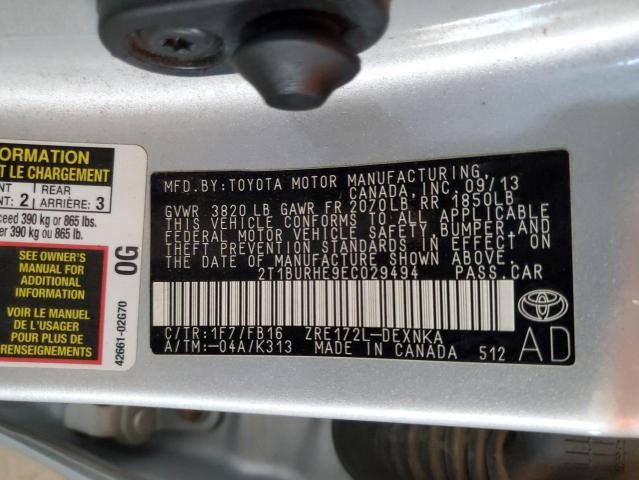 ORMATION
T LE CHARGEMENT
NT : 2
REAR
ARRIÈRE: 3
ceed 390 kg or 865 lbs.
er 390 kg ou 865 lb.
SEE OWNER'S
MANUAL FOR
ADDITIONAL
INFORMATION
VOIR LE MANUEL
DE L'USAGER
POUR PLUS DE
RENSEIGNEMENTS
0G
42661-02G70
MFD.BY:TOYOTA MOTOR MANUFACTURING,
CANADA, INC. 09/13
GVWR 3820 LB GAWR FR 2070LB, RR 1850LB
THIS VEHICLE CONFORMS TO ALL APPLICABLE
FEDERAL MOTOR VEHICLE SAFETY, BUMPER, AND
THEFT PREVENTION STANDARDS IN EFFECT ON
THE DATE OF MANUFACTURE SHOWN ABOVE.
2T1BURHE9EC029494 PASS.CAR
C/TR:1F7/FB16 ZRE172L-DEXNKA
A/TM:-04A/K313 MADE IN CANADA 512
TOYOTA
AD